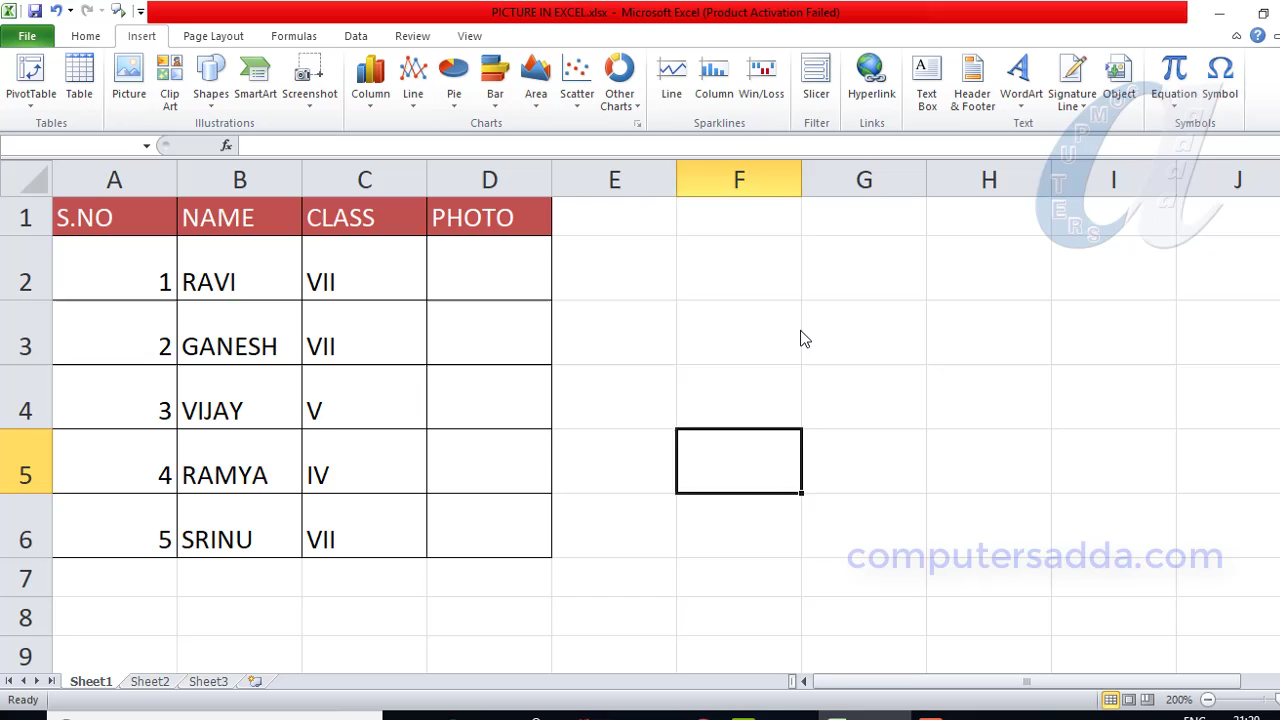 PICTURE IN EXCEL.xlsx - Microsoft Excel (Product Activation Failed)
File Home Insert Page Layout Formulas Data Review View
PivotTable Table Picture Clip Art Shapes SmartArt Screenshot Column Line Pie Bar Area Scatter Other Charts Line Column Win/Loss Slicer Hyperlink Text Box Header & Footer WordArt Signature Line Object Equation Symbol
Tables Illustrations Charts Sparklines Filter Links Text Symbols
fx
A B C D E F G H I J
1 S.NO NAME CLASS PHOTO
2 1 RAVI VII
3 2 GANESH VII
4 3 VIJAY V
5 4 RAMYA IV
6 5 SRINU VII
computersadda.com
7
8
9
Sheet1 Sheet2 Sheet3
Ready 200%